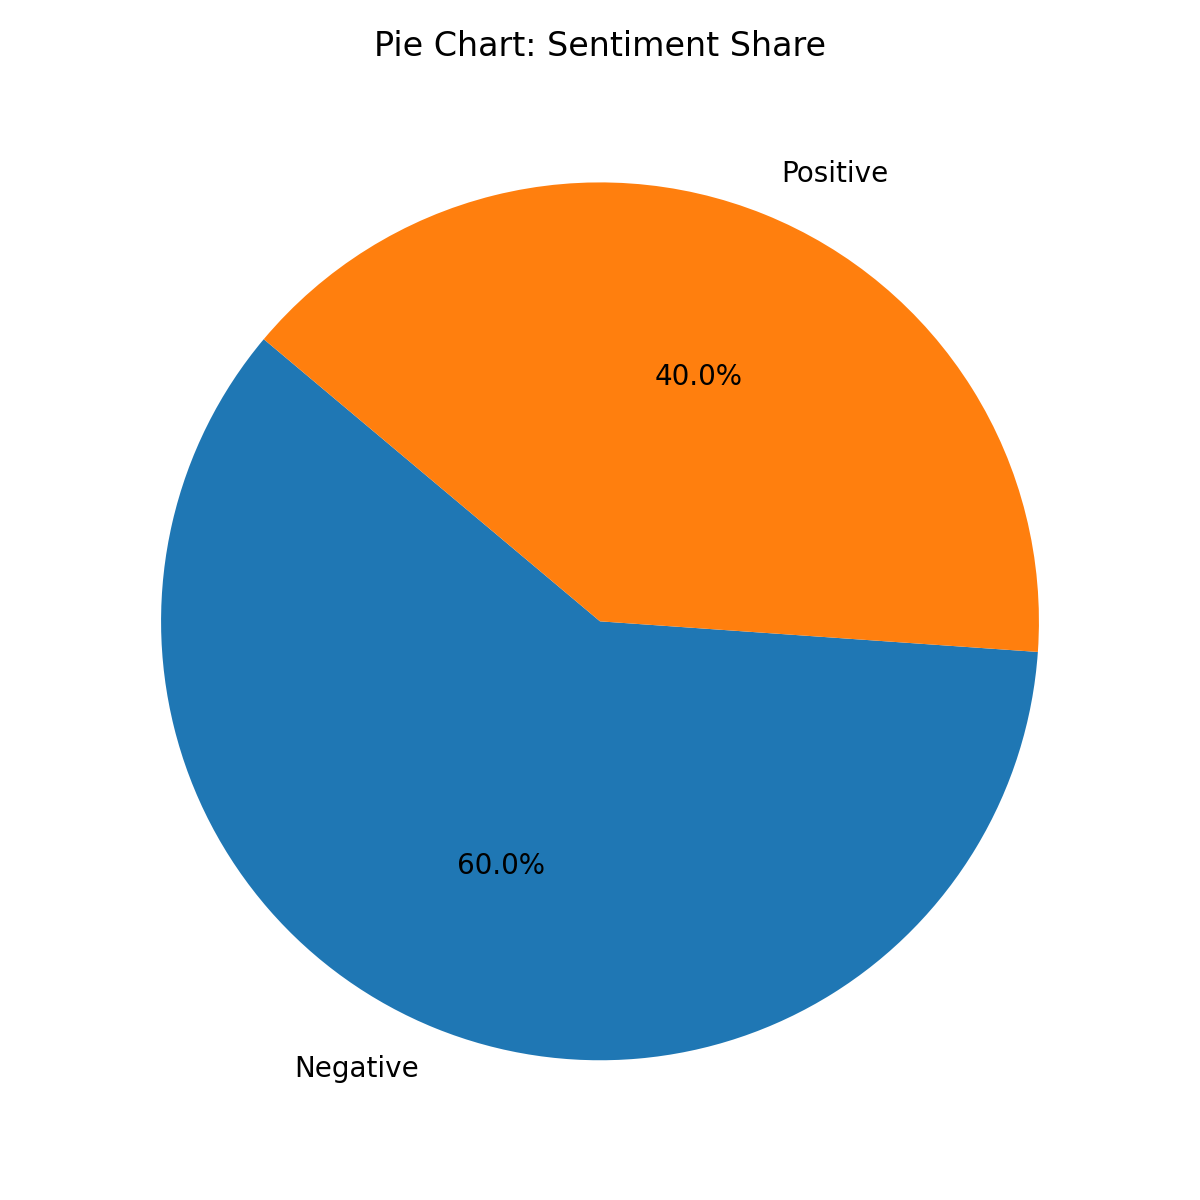 Pie Chart: Sentiment Share
Positive
40.0%
60.0%
Negative